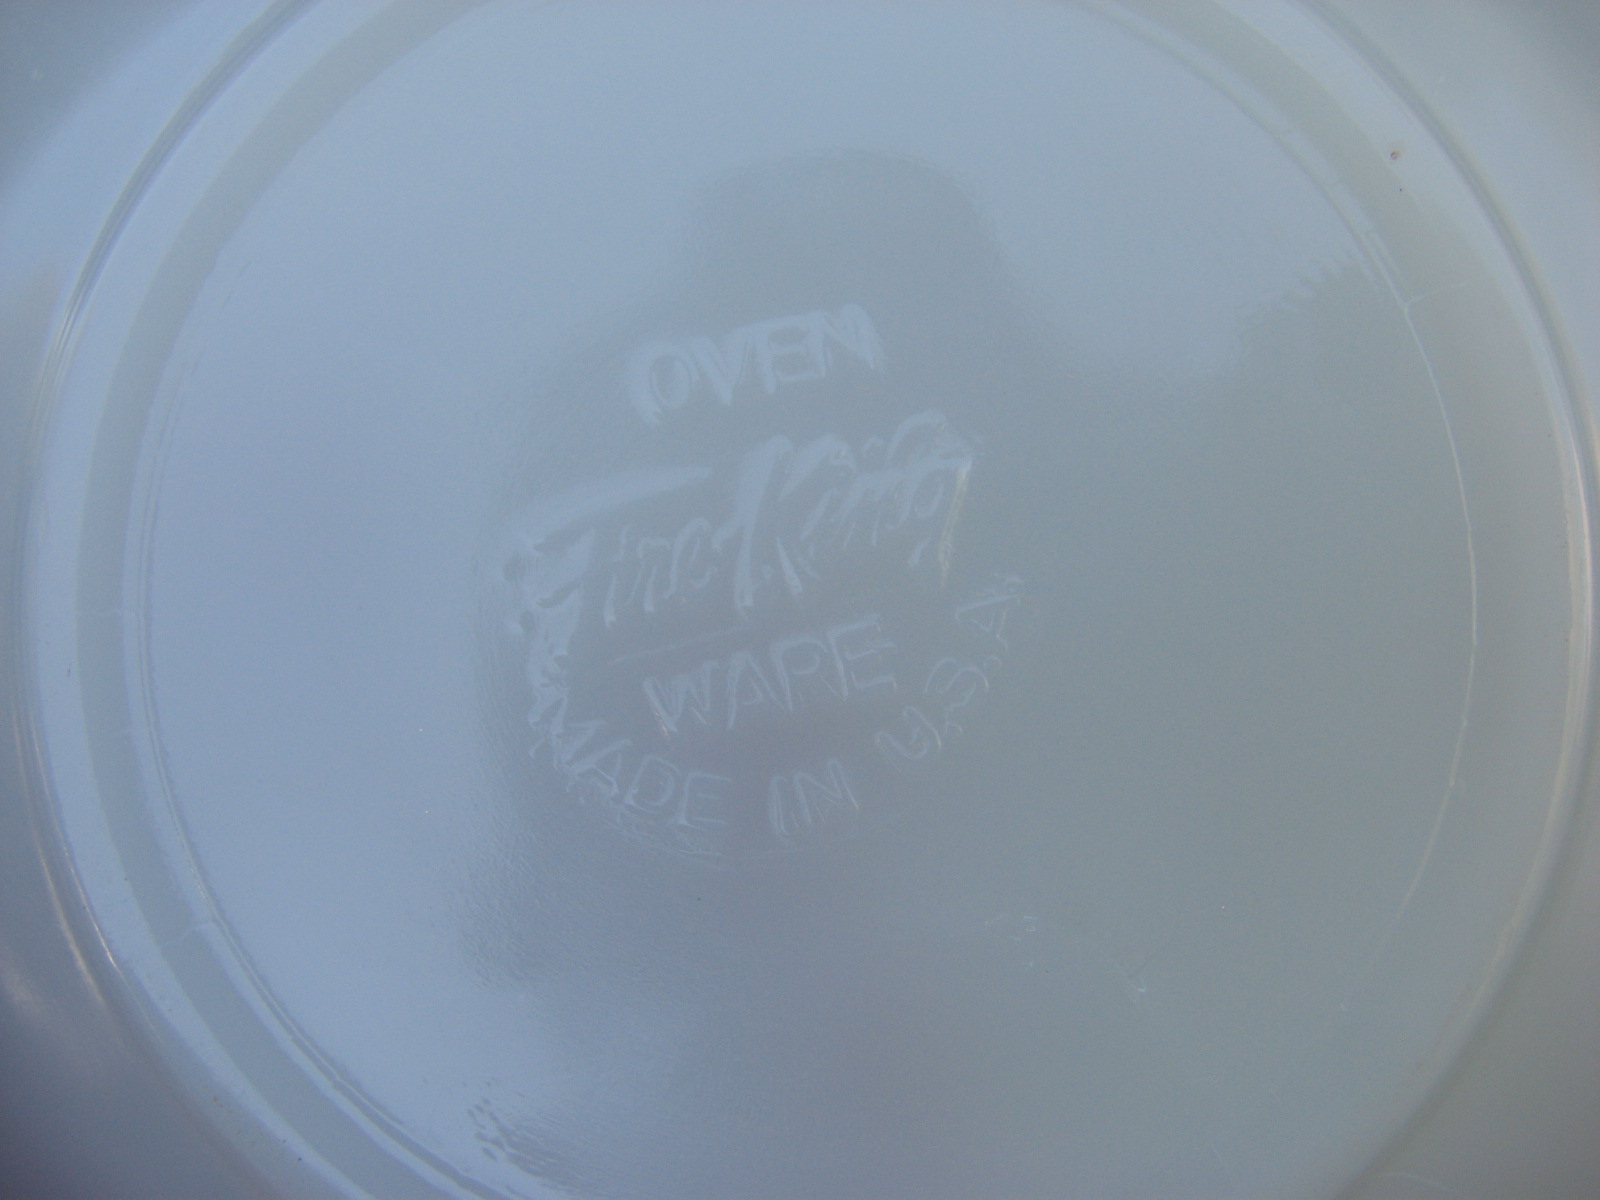 OVEN
Fire-King
WARE
MADE IN U.S.A